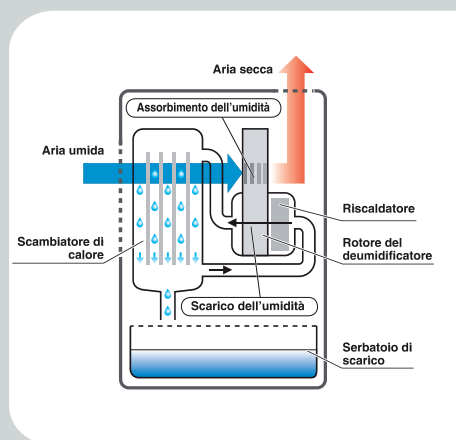 Aria secca
Assorbimento dell'umidità
Aria umida
Riscaldatore
Scambiatore di
calore
Rotore del
deumidificatore
Scarico dell'umidità
Serbatoio di
scarico